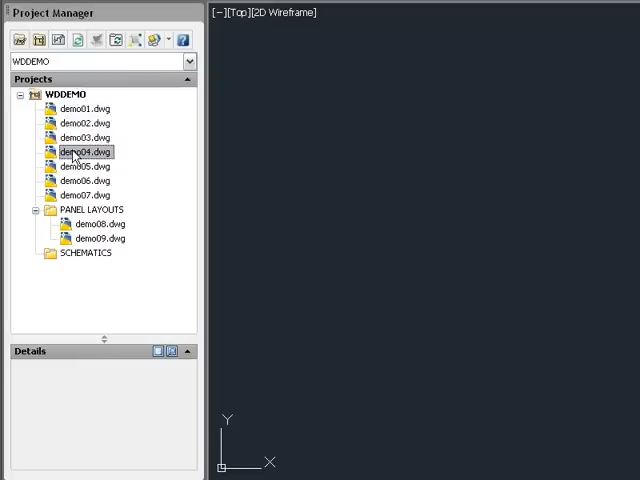 Project Manager
[−][Top][2D Wireframe]
WDDEMO
Projects
WDDEMO
demo01.dwg
demo02.dwg
demo03.dwg
demo04.dwg
demo05.dwg
demo06.dwg
demo07.dwg
PANEL LAYOUTS
demo08.dwg
demo09.dwg
SCHEMATICS
Details
Y
X